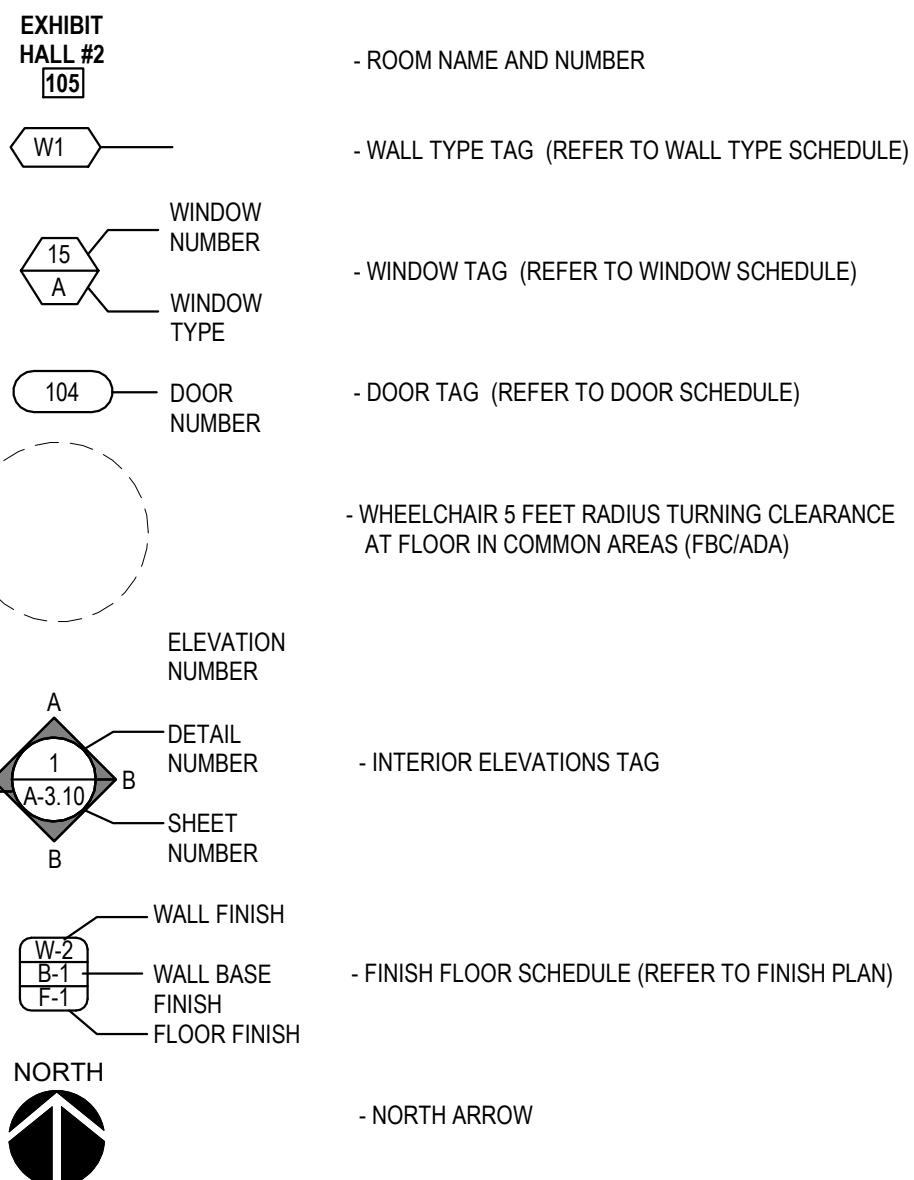 EXHIBIT
HALL #2
105
- ROOM NAME AND NUMBER
W1
- WALL TYPE TAG (REFER TO WALL TYPE SCHEDULE)
WINDOW
NUMBER
15
A
WINDOW
TYPE
- WINDOW TAG (REFER TO WINDOW SCHEDULE)
104
DOOR
NUMBER
- DOOR TAG (REFER TO DOOR SCHEDULE)
- WHEELCHAIR 5 FEET RADIUS TURNING CLEARANCE
AT FLOOR IN COMMON AREAS (FBC/ADA)
ELEVATION
NUMBER
A
DETAIL
NUMBER
1
A-3.10
B
SHEET
NUMBER
B
- INTERIOR ELEVATIONS TAG
WALL FINISH
W-2
B-1
F-1
WALL BASE
FINISH
FLOOR FINISH
- FINISH FLOOR SCHEDULE (REFER TO FINISH PLAN)
NORTH
- NORTH ARROW